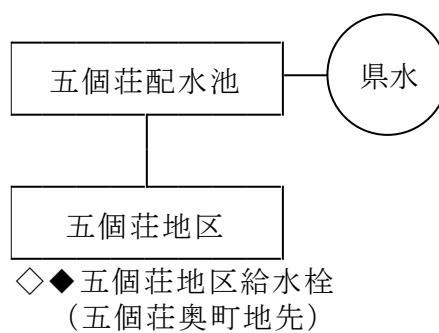 五個荘配水池
県水
五個荘地区
◇◆五個荘地区給水栓
（五個荘奥町地先）